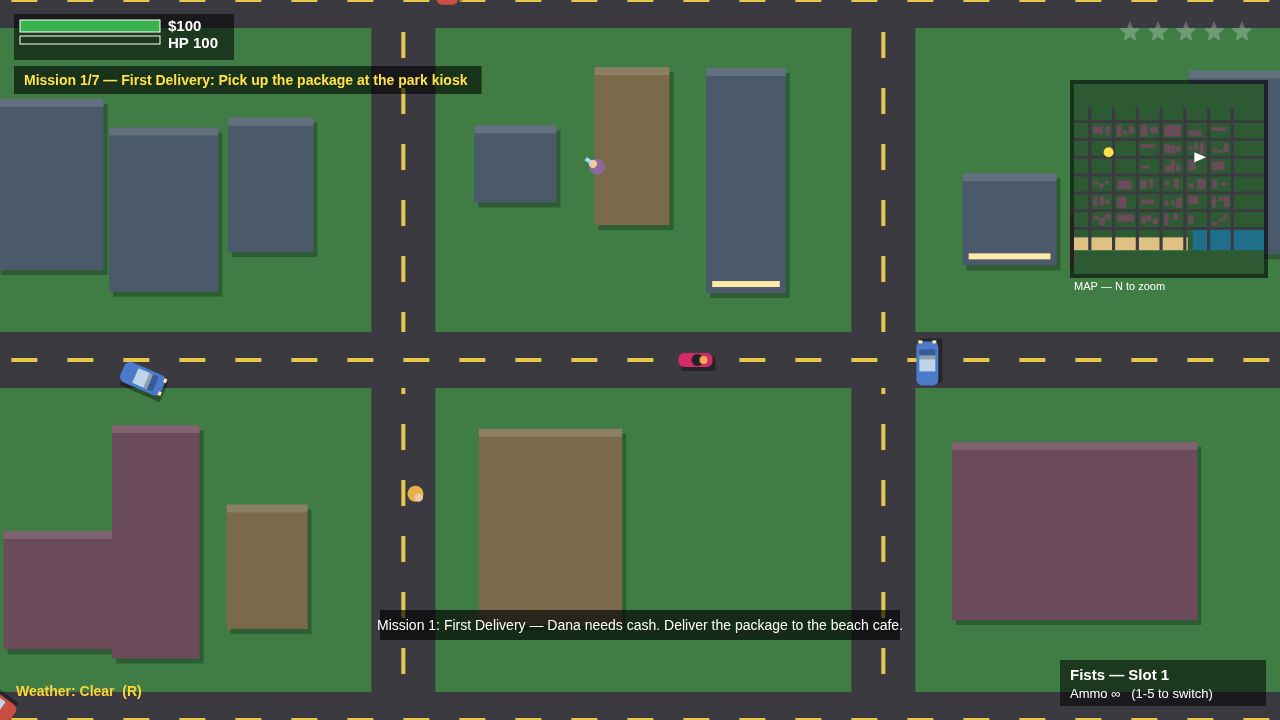 $100
HP 100
Mission 1/7 — First Delivery: Pick up the package at the park kiosk
MAP — N to zoom
Mission 1: First Delivery — Dana needs cash. Deliver the package to the beach cafe.
Weather: Clear (R)
Fists — Slot 1
Ammo ∞ (1-5 to switch)